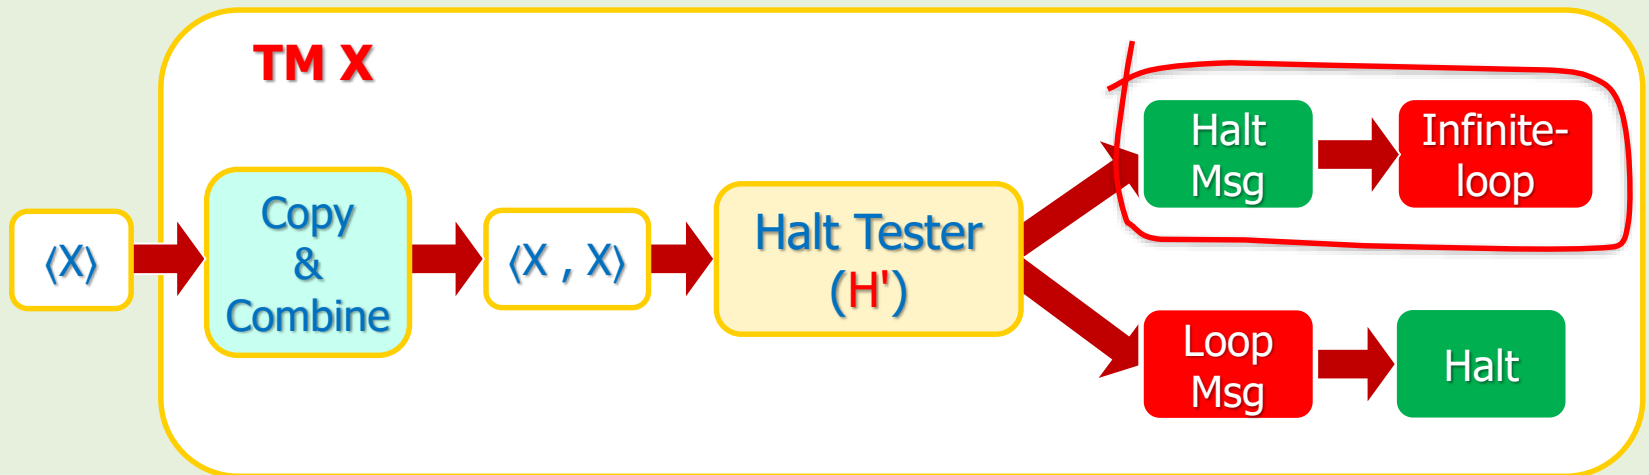 TM X
⟨X⟩
Copy
&
Combine
⟨X , X⟩
Halt Tester
(H')
Halt
Msg
Infinite-
loop
Loop
Msg
Halt